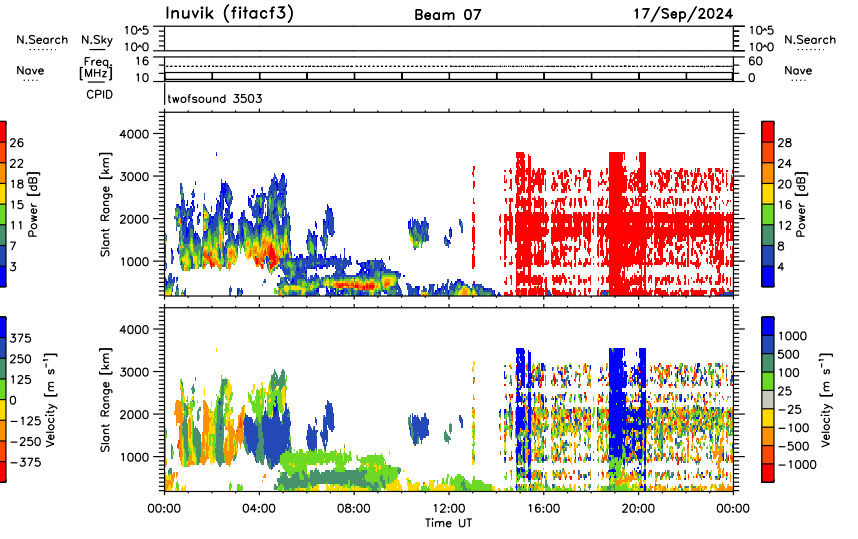 Inuvik (fitacf3) Beam 07 17/Sep/2024
N.Search N.Sky 10^5 10^0 10^5 10^0 N.Search
Nave Freq. [MHz] 16 10 60 0 Nave
CPID twofsound 3503
26 22 18 15 11 7 3 Power [dB]
Slant Range [km] 4000 3000 2000 1000
28 24 20 16 12 8 4 Power [dB]
375 250 125 0 -125 -250 -375 Velocity [m s⁻¹]
Slant Range [km] 4000 3000 2000 1000
1000 500 100 25 -25 -100 -500 -1000 Velocity [m s⁻¹]
00:00 04:00 08:00 12:00 16:00 20:00 00:00
Time UT